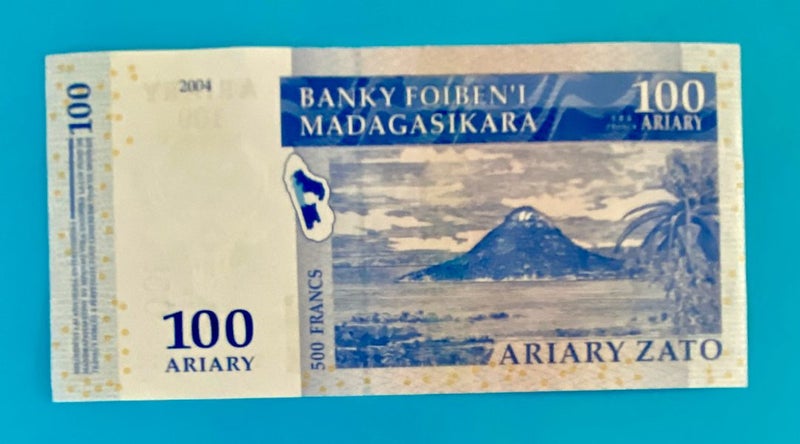 100
2004
BANKY FOIBEN'I
MADAGASIKARA
100
ARIARY
500 FRANCS
100
ARIARY
ARIARY ZATO